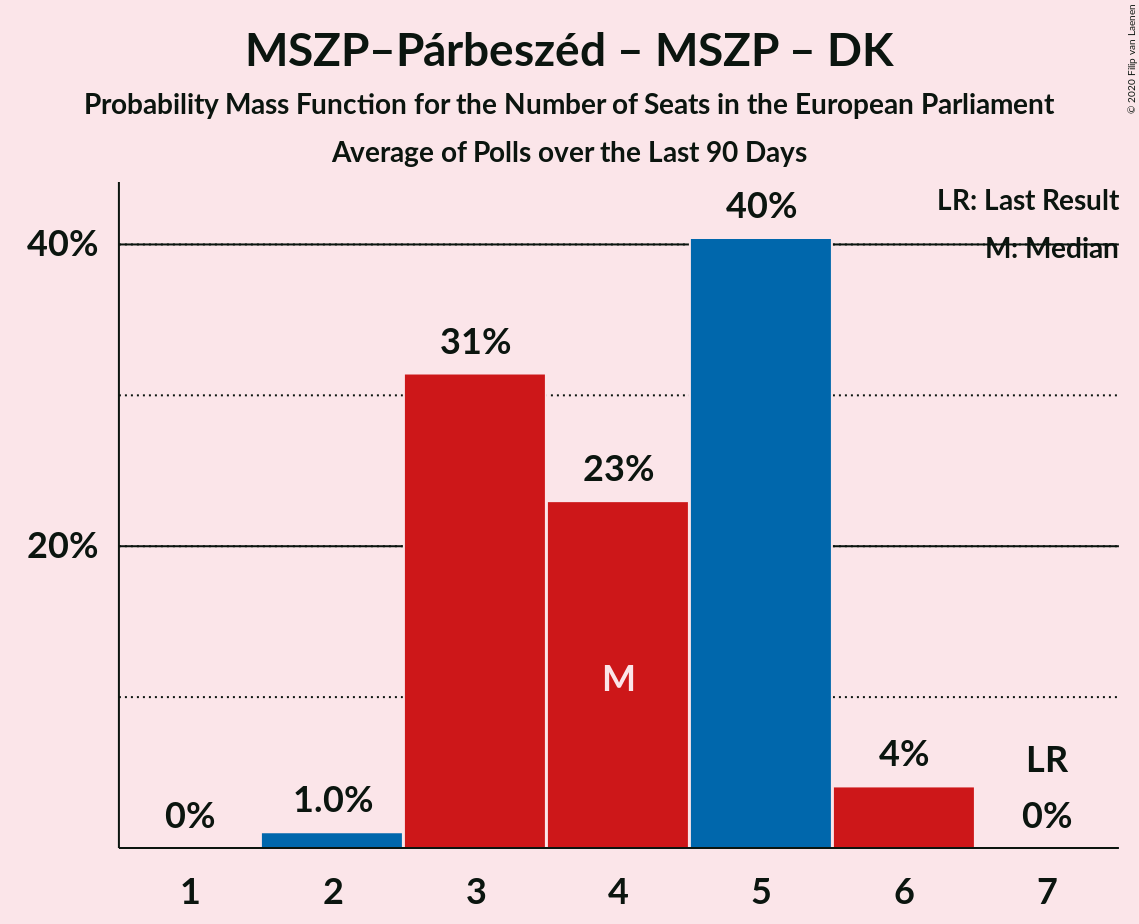 MSZP–Párbeszéd – MSZP – DK
Probability Mass Function for the Number of Seats in the European Parliament
Average of Polls over the Last 90 Days
© 2020 Filip van Laenen
LR: Last Result
M: Median
40%
20%
0%
1.0%
31%
23%
40%
4%
0%
M
LR
1
2
3
4
5
6
7